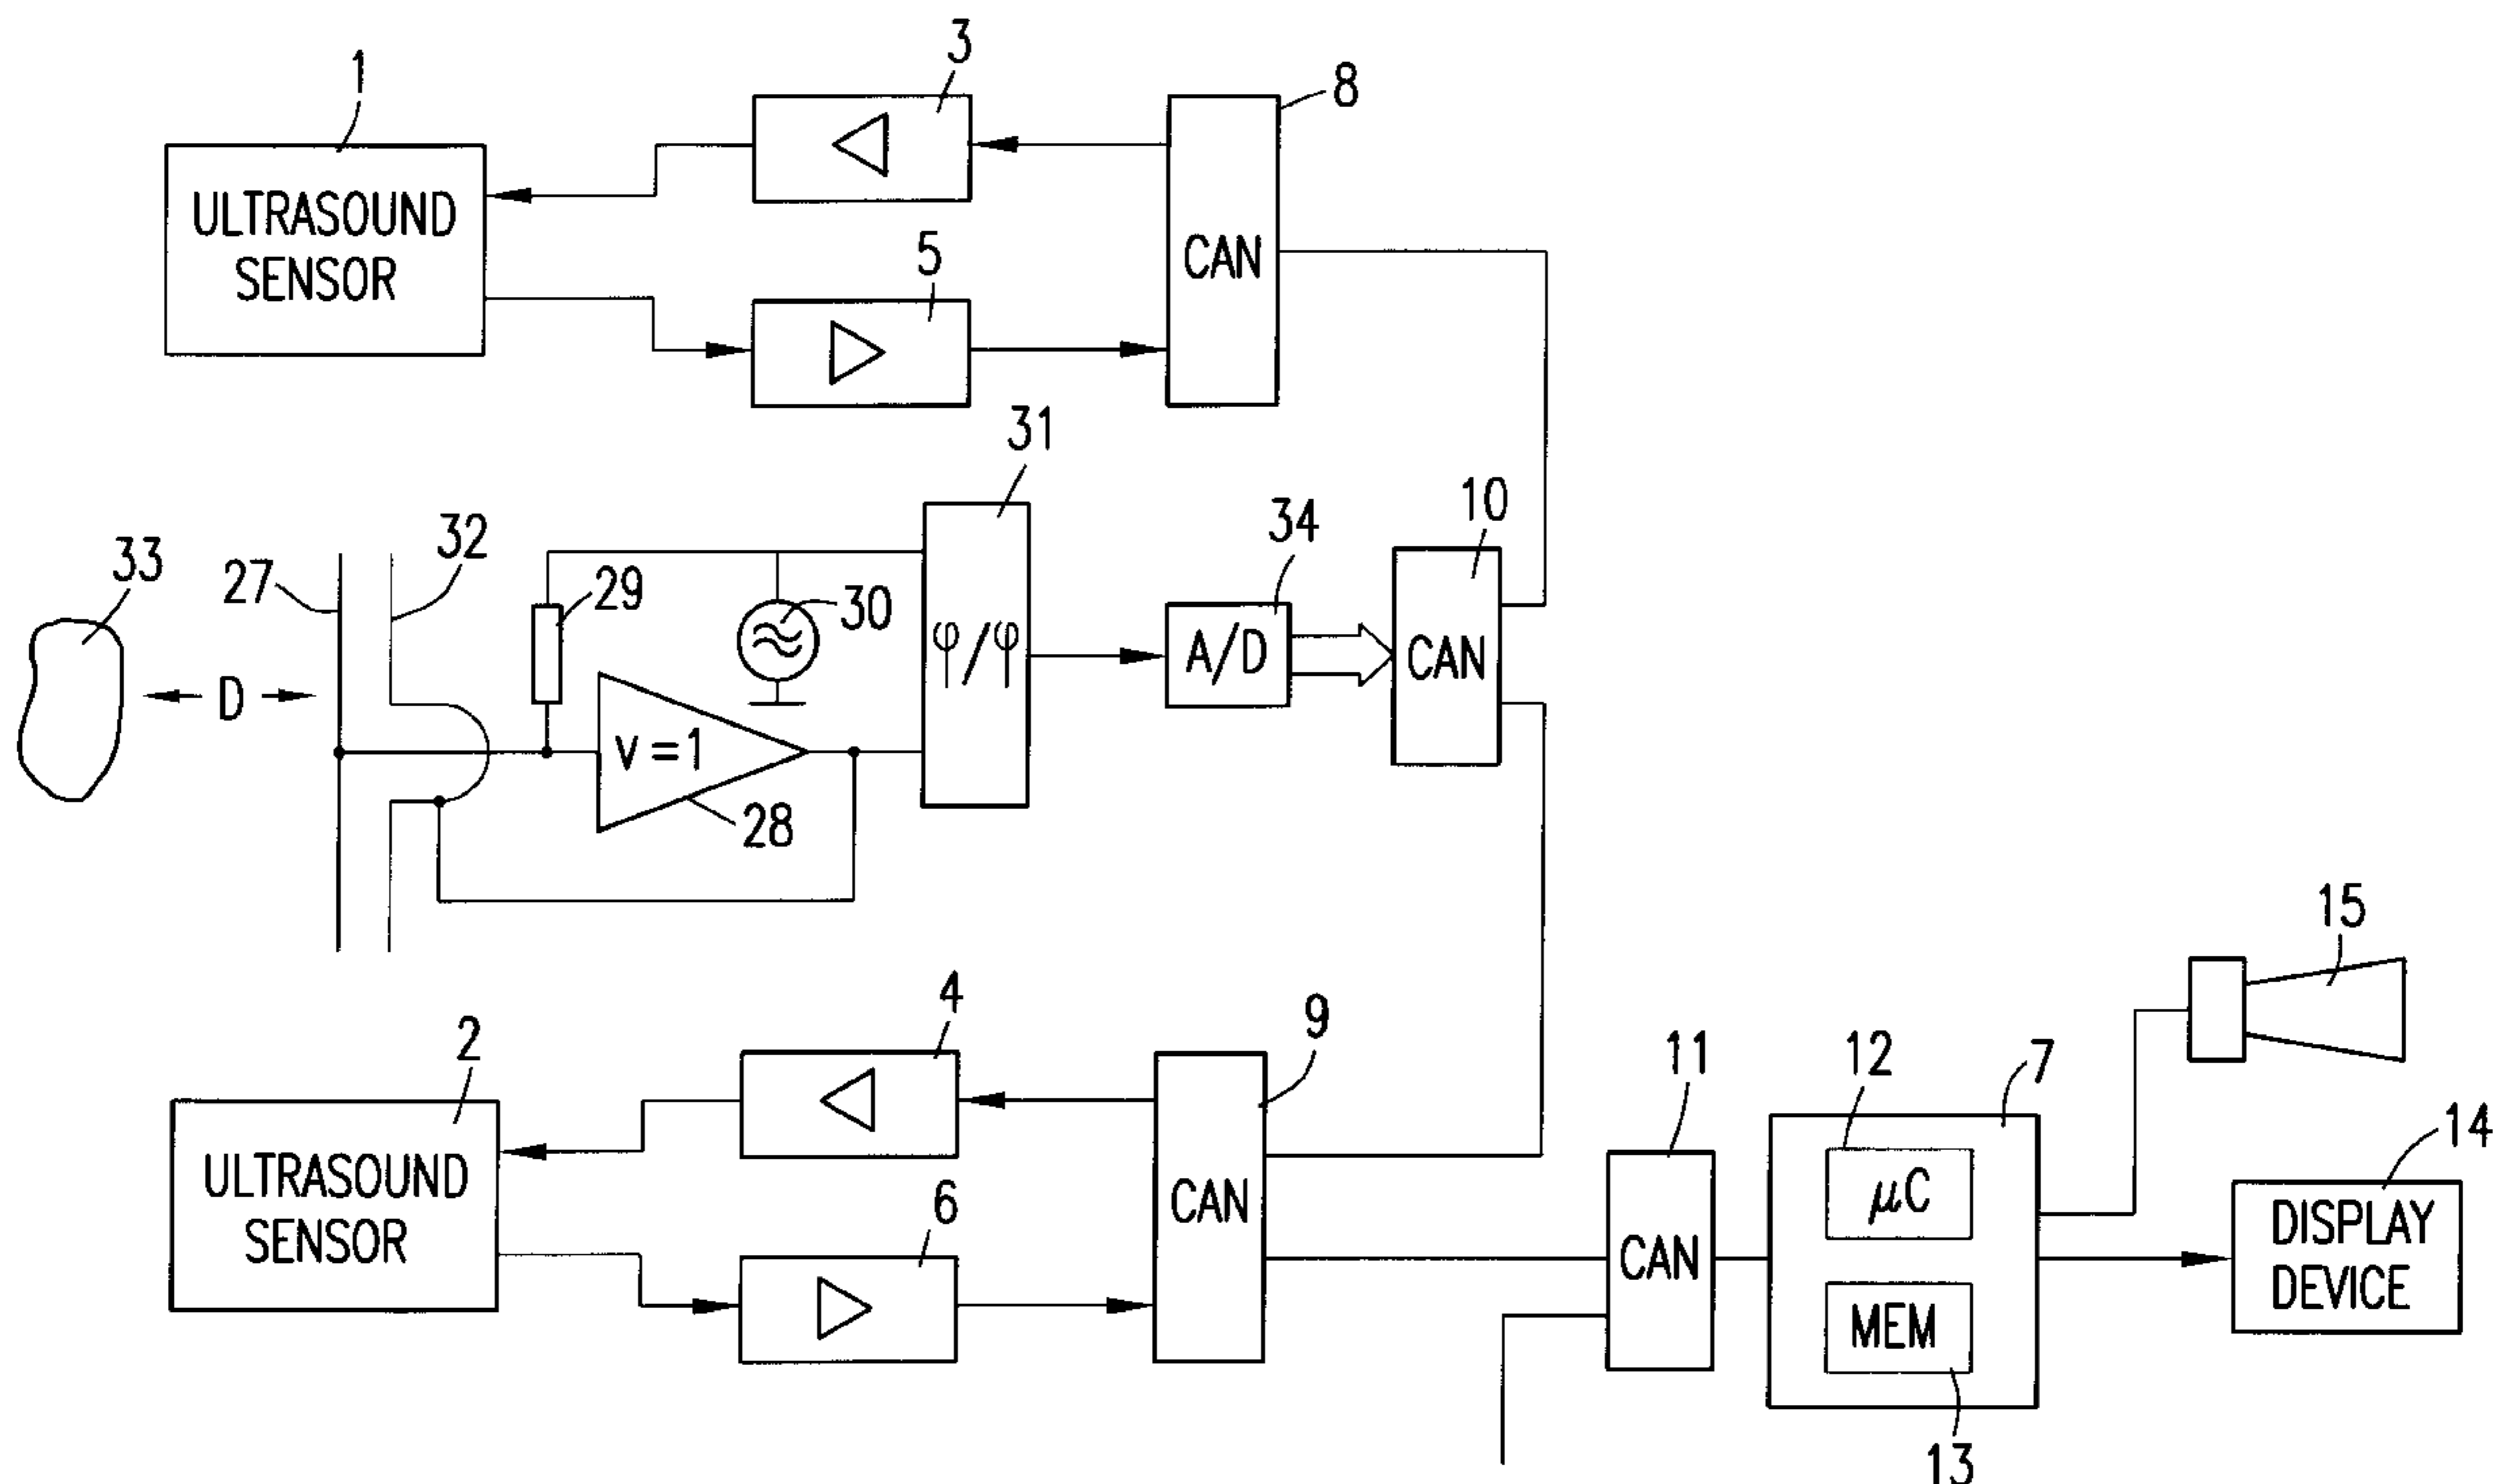 3
1
8
ULTRASOUND
SENSOR
CAN
5
31
10
34
33
27
32
29
30
φ/φ
A/D
CAN
D
v=1
28
15
4
9
2
11
12
7
14
ULTRASOUND
SENSOR
CAN
6
μC
CAN
DISPLAY
DEVICE
MEM
13